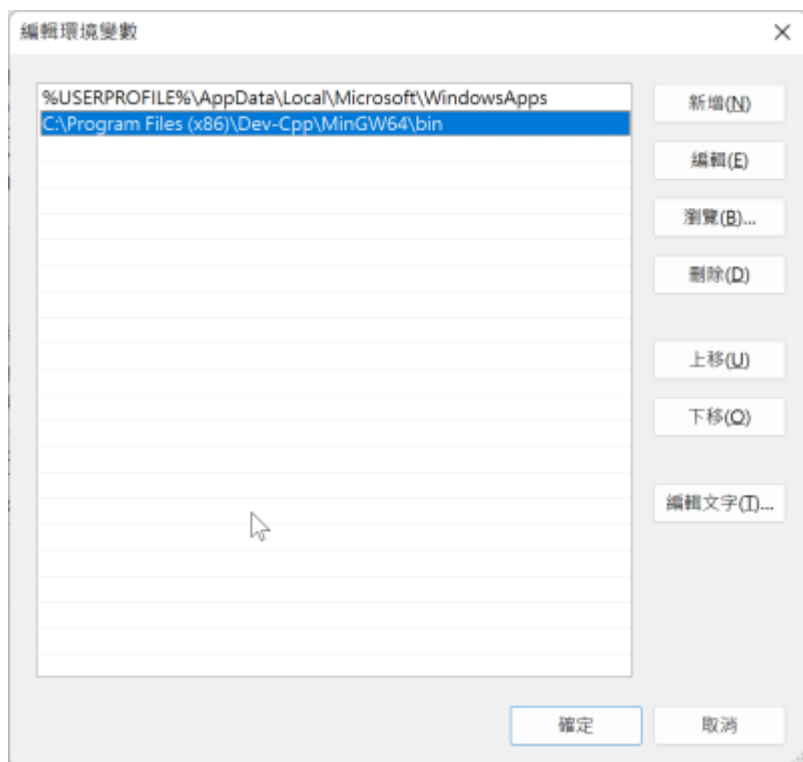 編輯環境變數
%USERPROFILE%\AppData\Local\Microsoft\WindowsApps
C:\Program Files (x86)\Dev-Cpp\MinGW64\bin
新增(N)
編輯(E)
瀏覽(B)...
刪除(D)
上移(U)
下移(O)
編輯文字(T)...
確定
取消